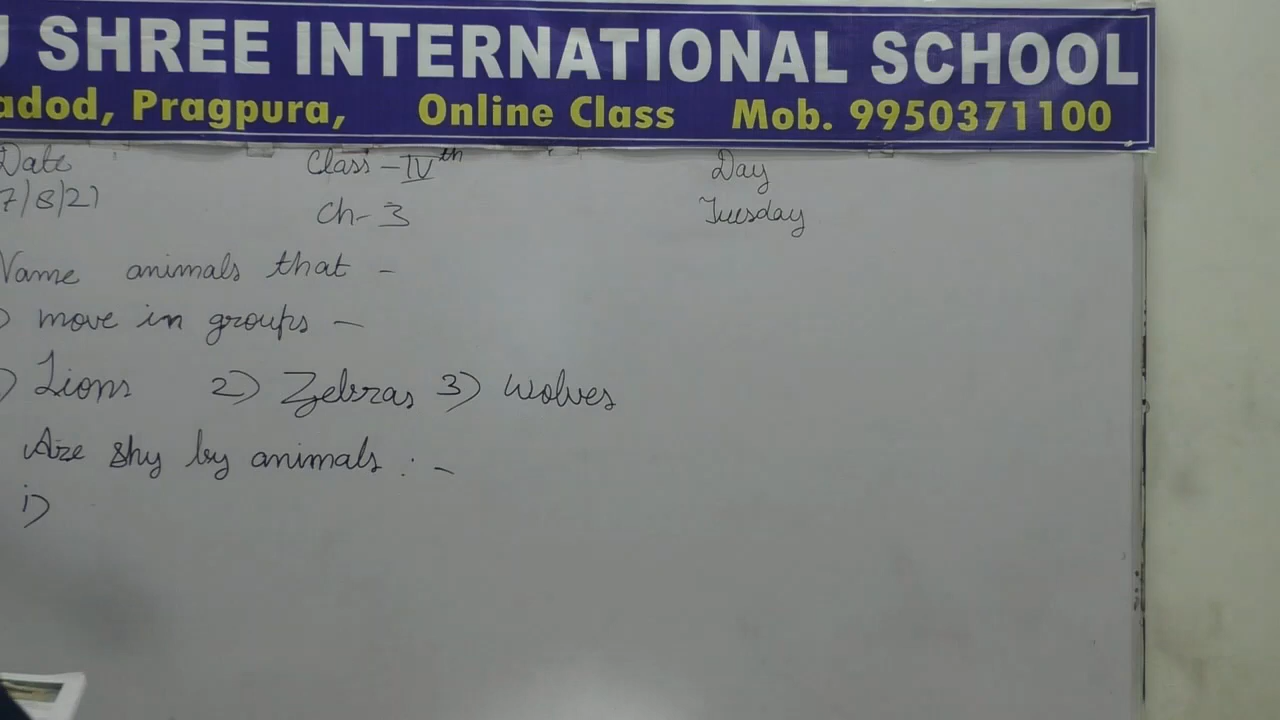 SHREE INTERNATIONAL SCHOOL
adod, Pragpura, Online Class Mob. 9950371100
Date Class - IVth Day
7/8/21 Ch- 3 Tuesday
Name animals that -
) move in groups -
) Lions 2) Zebras 3) Wolves
Are shy by animals : -
i)